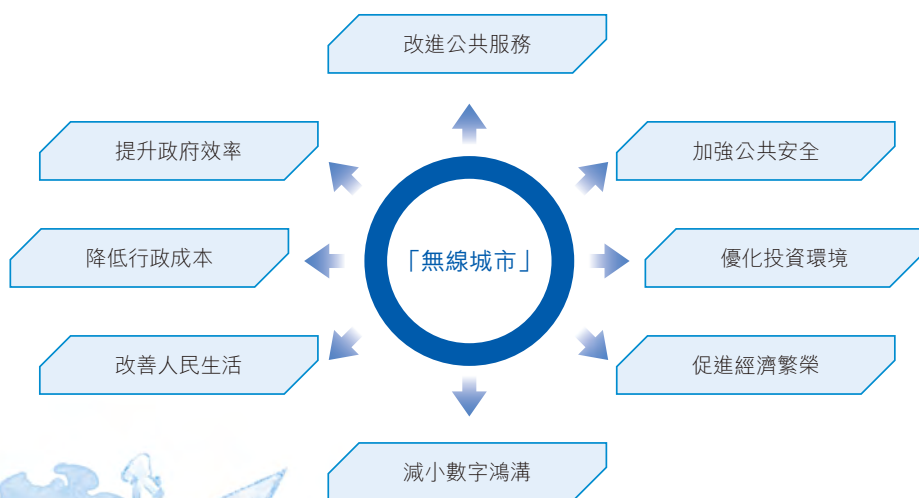 改進公共服務
提升政府效率
加強公共安全
降低行政成本
「無線城市」
優化投資環境
改善人民生活
促進經濟繁榮
減小數字鴻溝